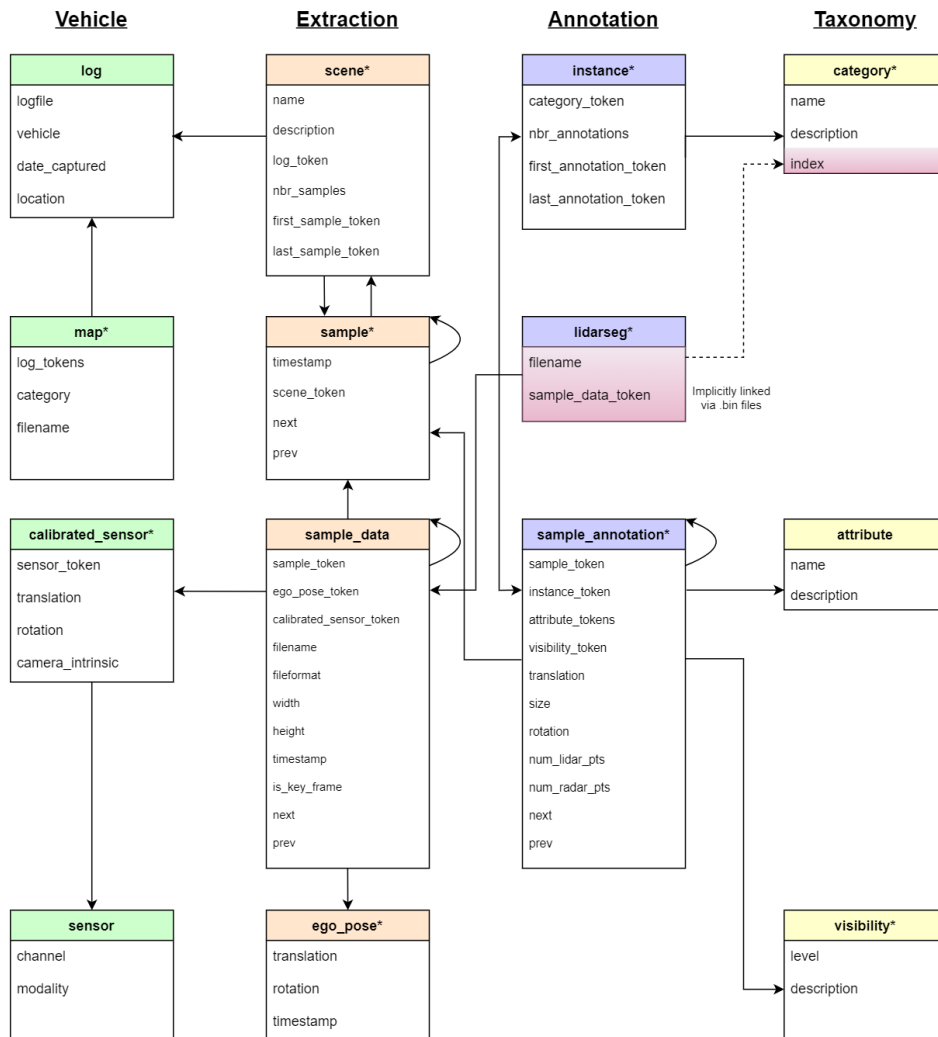 Vehicle
Extraction
Annotation
Taxonomy
log
logfile
vehicle
date_captured
location
scene*
name
description
log_token
nbr_samples
first_sample_token
last_sample_token
instance*
category_token
nbr_annotations
first_annotation_token
last_annotation_token
category*
name
description
index
map*
log_tokens
category
filename
sample*
timestamp
scene_token
next
prev
lidarseg*
filename
sample_data_token
Implicitly linked
via .bin files
calibrated_sensor*
sensor_token
translation
rotation
camera_intrinsic
sample_data
sample_token
ego_pose_token
calibrated_sensor_token
filename
fileformat
width
height
timestamp
is_key_frame
next
prev
sample_annotation*
sample_token
instance_token
attribute_tokens
visibility_token
translation
size
rotation
num_lidar_pts
num_radar_pts
next
prev
attribute
name
description
sensor
channel
modality
ego_pose*
translation
rotation
timestamp
visibility*
level
description